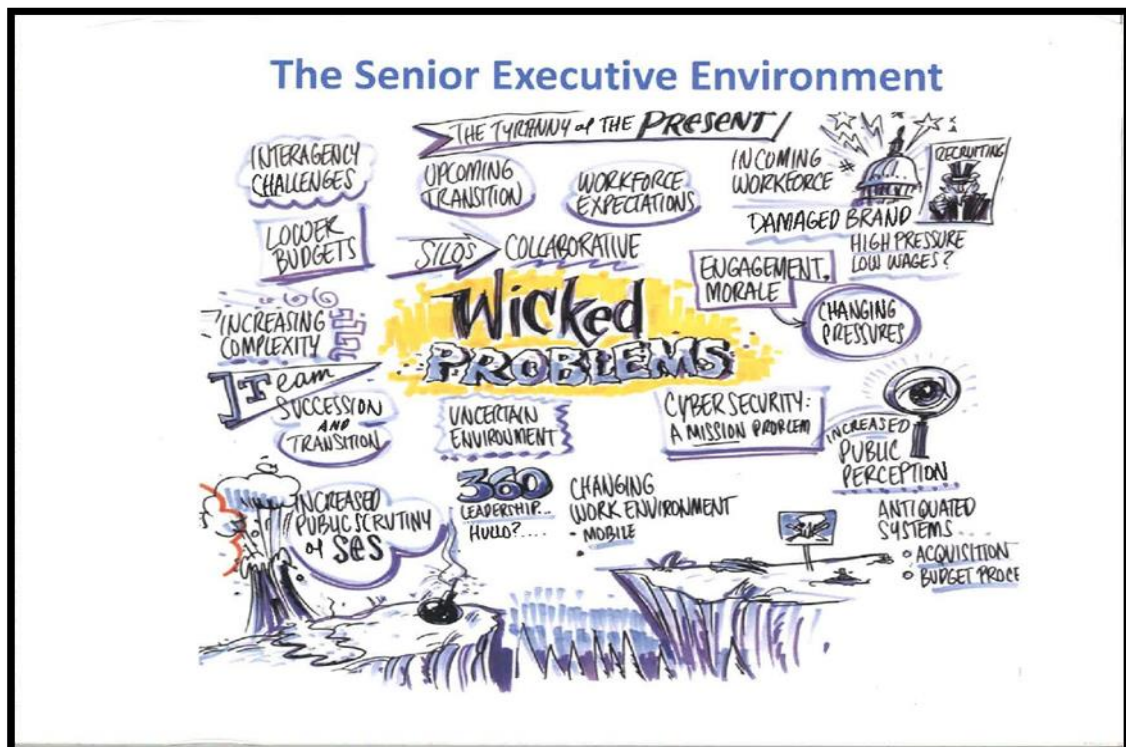 The Senior Executive Environment
THE TYRANNY of THE PRESENT
INTERAGENCY
CHALLENGES
UPCOMING
TRANSITION
WORKFORCE
EXPECTATIONS
INCOMING
WORKFORCE
RECRUITING
LOWER
BUDGETS
SILOS
COLLABORATIVE
DAMAGED BRAND
HIGH PRESSURE
LOW WAGES?
ENGAGEMENT,
MORALE
CHANGING
PRESSURES
Wicked
PROBLEMS
INCREASING
COMPLEXITY
IT Team
SUCCESSION
AND
TRANSITION
UNCERTAIN
ENVIRONMENT
CYBER SECURITY:
A MISSION PROBLEM
INCREASED
PUBLIC
PERCEPTION
INCREASED
PUBLIC SCRUTINY
of SES
360
LEADERSHIP...
HULLO?....
CHANGING
WORK ENVIRONMENT
• MOBILE
•
ANTIQUATED
SYSTEMS...
• ACQUISITION
• BUDGET PROCE